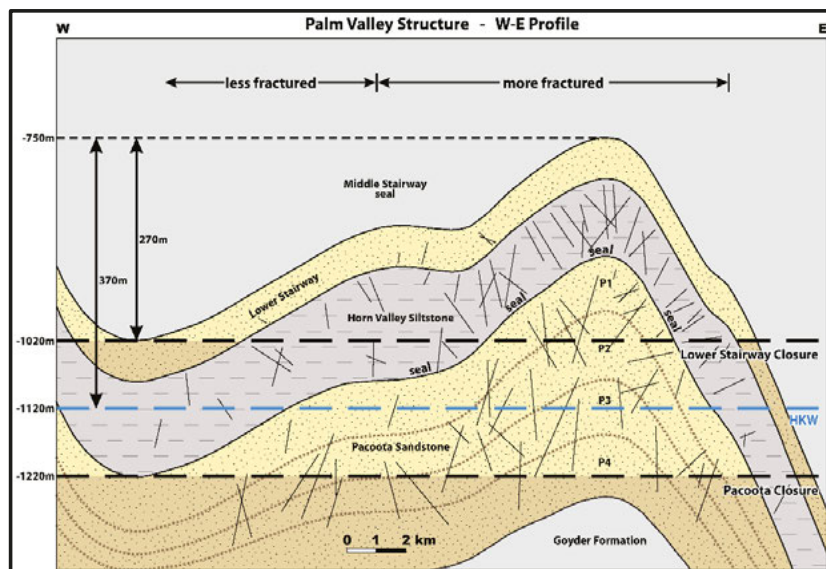 Palm Valley Structure - W-E Profile
W
E
less fractured
more fractured
-750m
Middle Stairway
seal
270m
370m
Lower Stairway
Horn Valley Siltstone
seal
seal
seal
seal
P1
-1020m
P2
Lower Stairway Closure
-1120m
P3
HKW
Pacoota Sandstone
P4
-1220m
Pacoota Closure
0 1 2 km
Goyder Formation